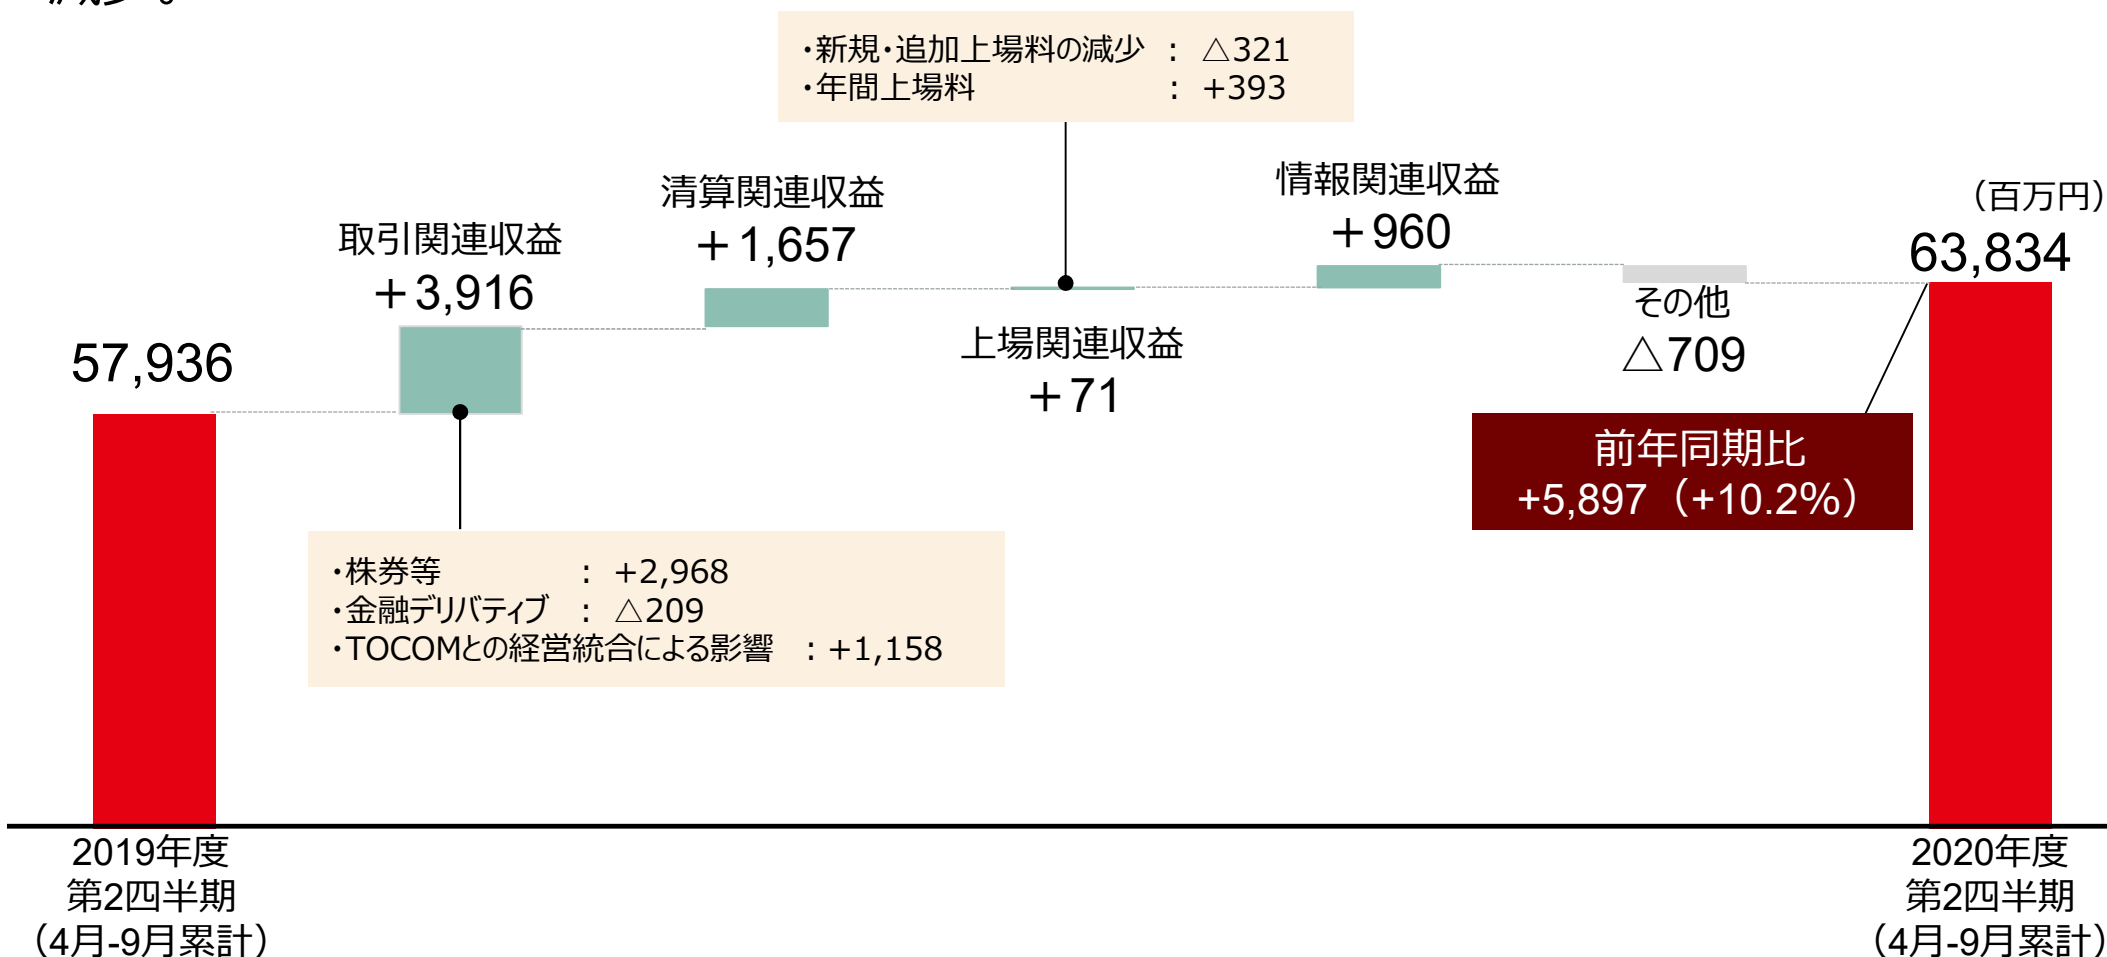 減少。
・新規・追加上場料の減少 : △321
・年間上場料 : +393
(百万円)
取引関連収益
＋3,916
清算関連収益
＋1,657
上場関連収益
＋71
情報関連収益
＋960
その他
△709
57,936
63,834
前年同期比
+5,897（+10.2%）
・株券等 : +2,968
・金融デリバティブ : △209
・TOCOMとの経営統合による影響 : +1,158
2019年度
第2四半期
（4月-9月累計）
2020年度
第2四半期
（4月-9月累計）